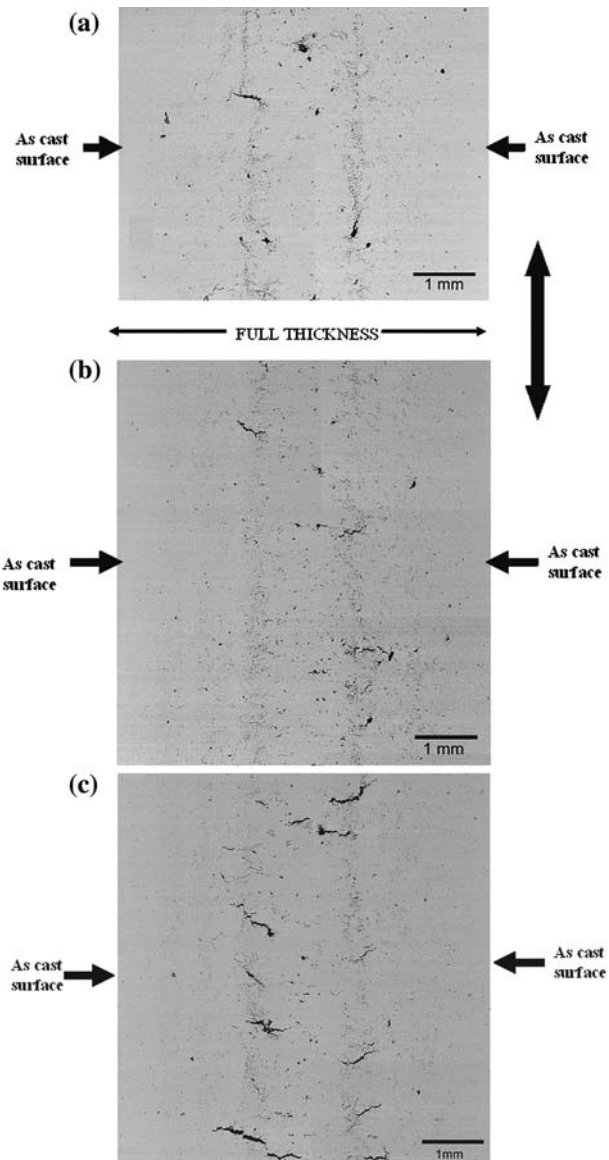 (a)
As cast
surface
As cast
surface
1 mm
FULL THICKNESS
(b)
As cast
surface
As cast
surface
1 mm
(c)
As cast
surface
As cast
surface
1mm